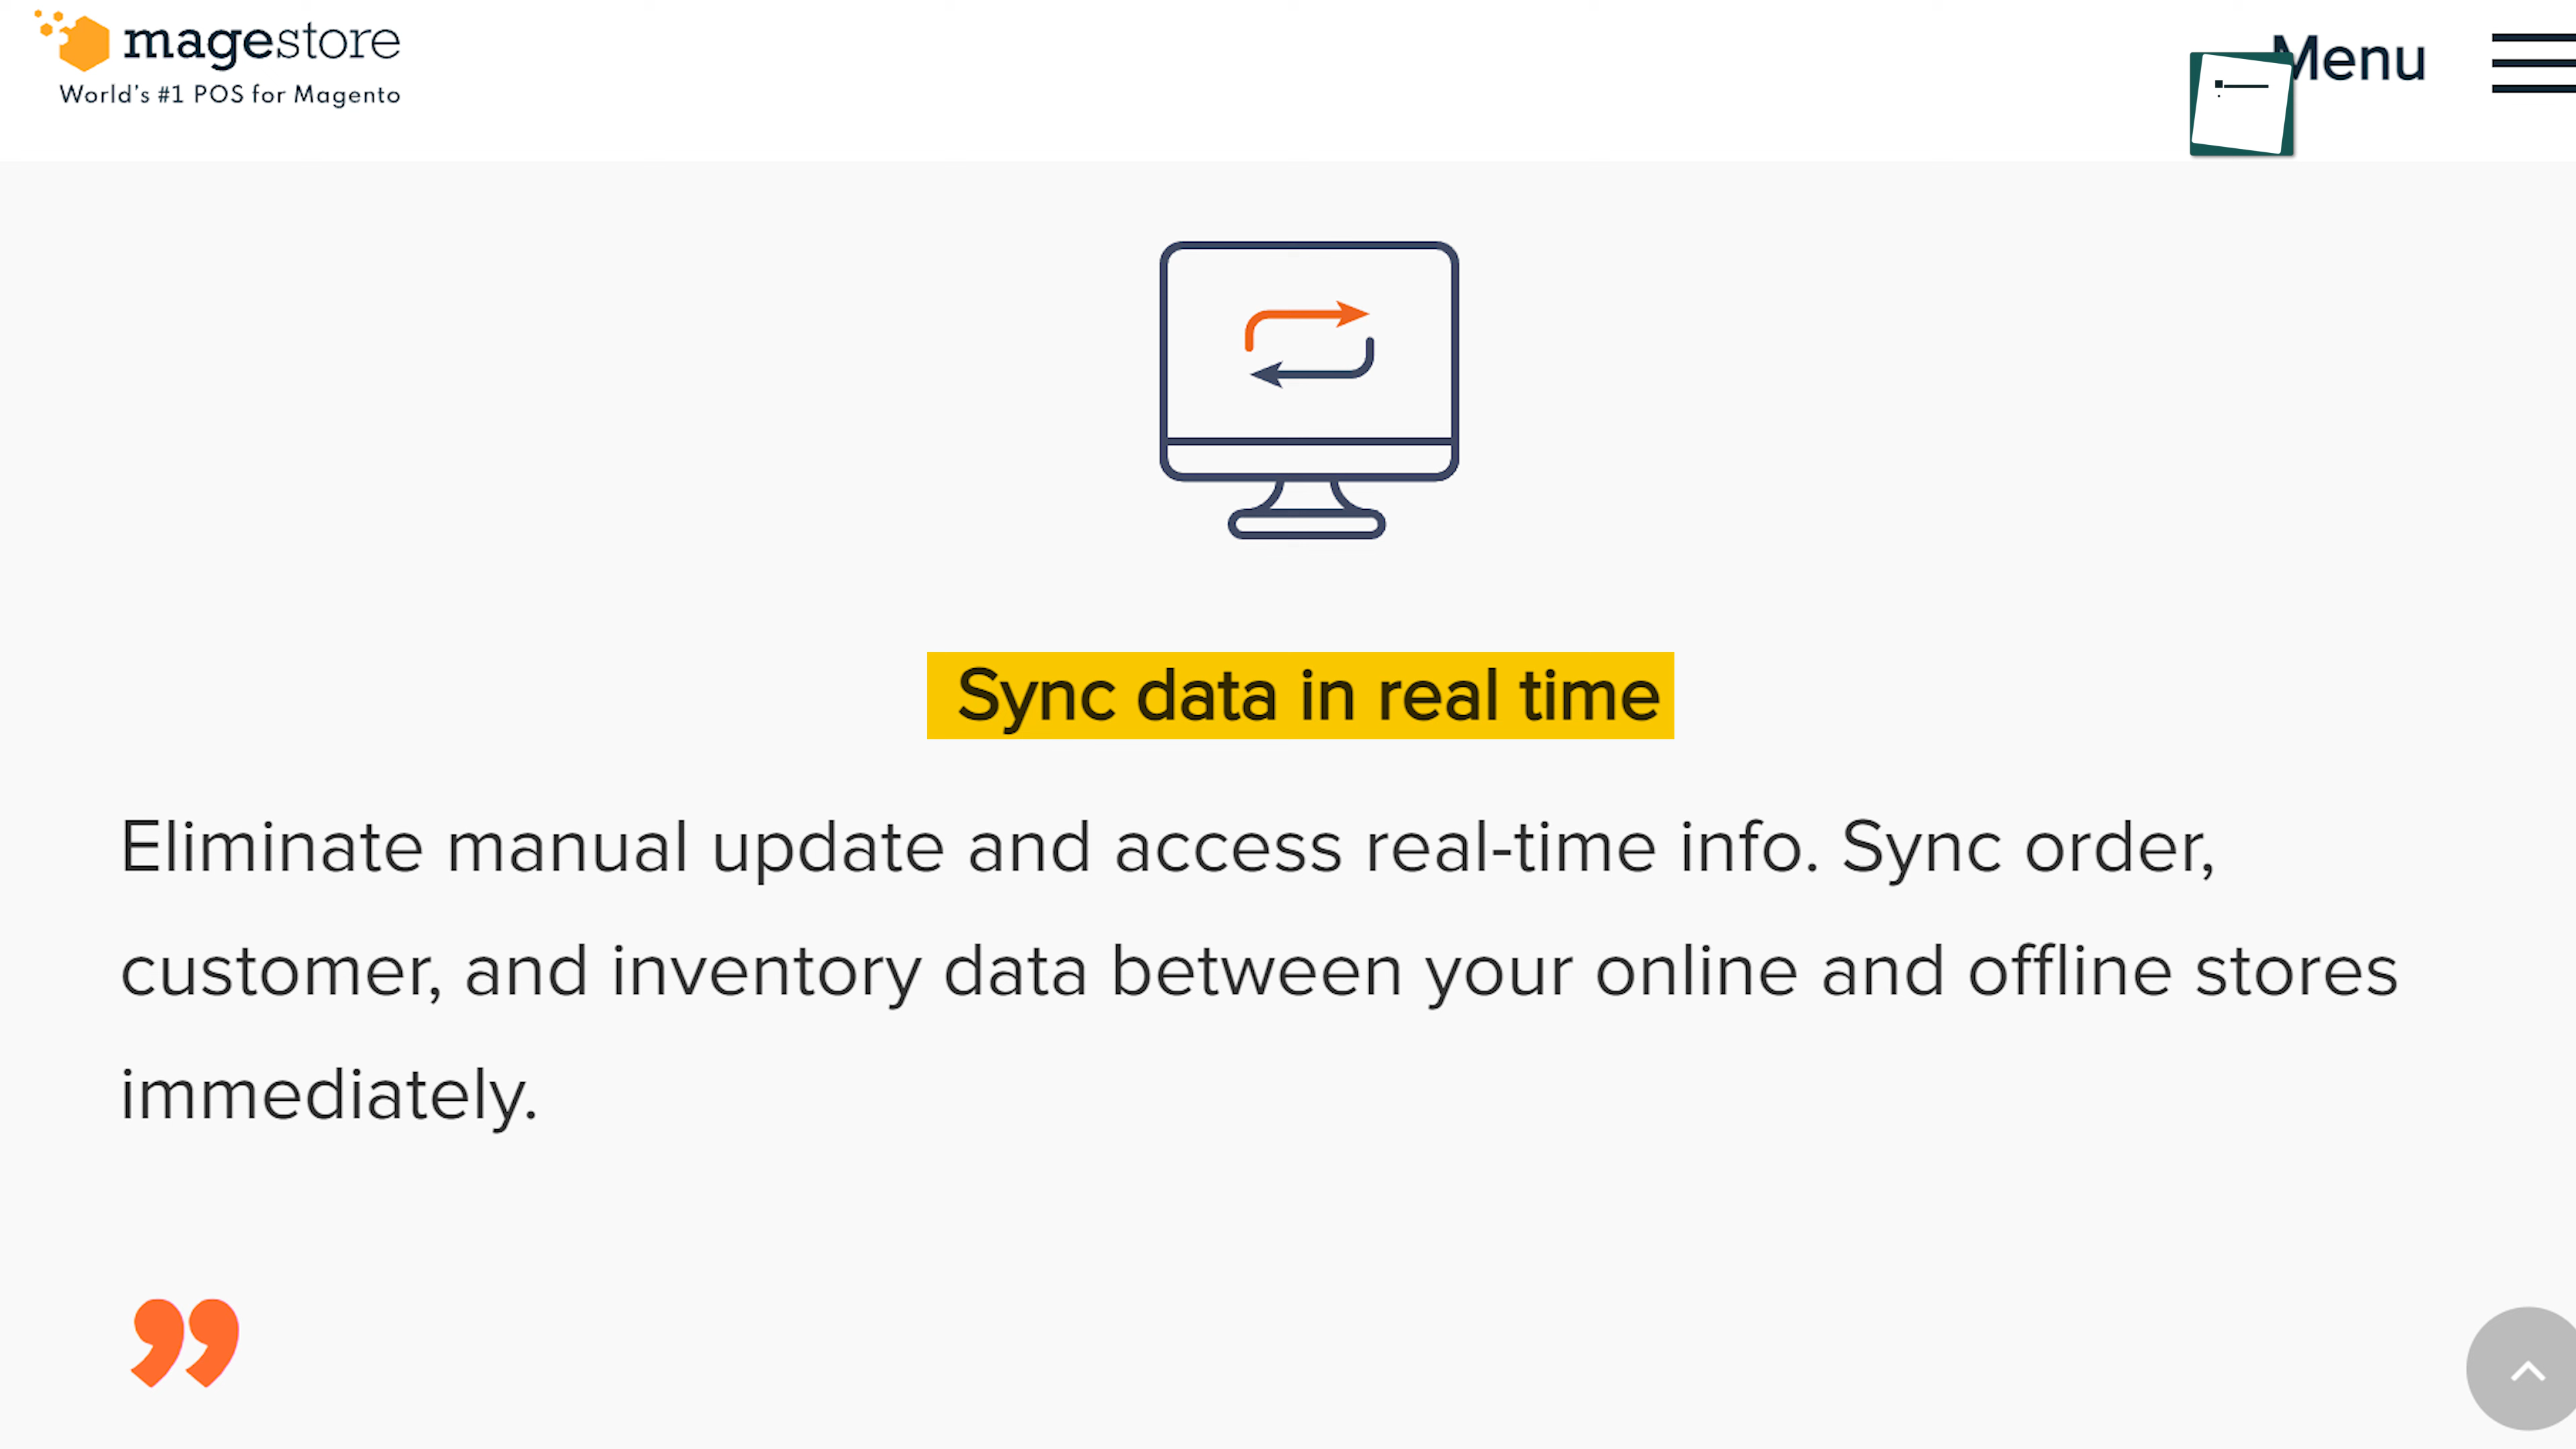 magestore
World's #1 POS for Magento
Menu
Sync data in real time
Eliminate manual update and access real-time info. Sync order,
customer, and inventory data between your online and offline stores
immediately.
”